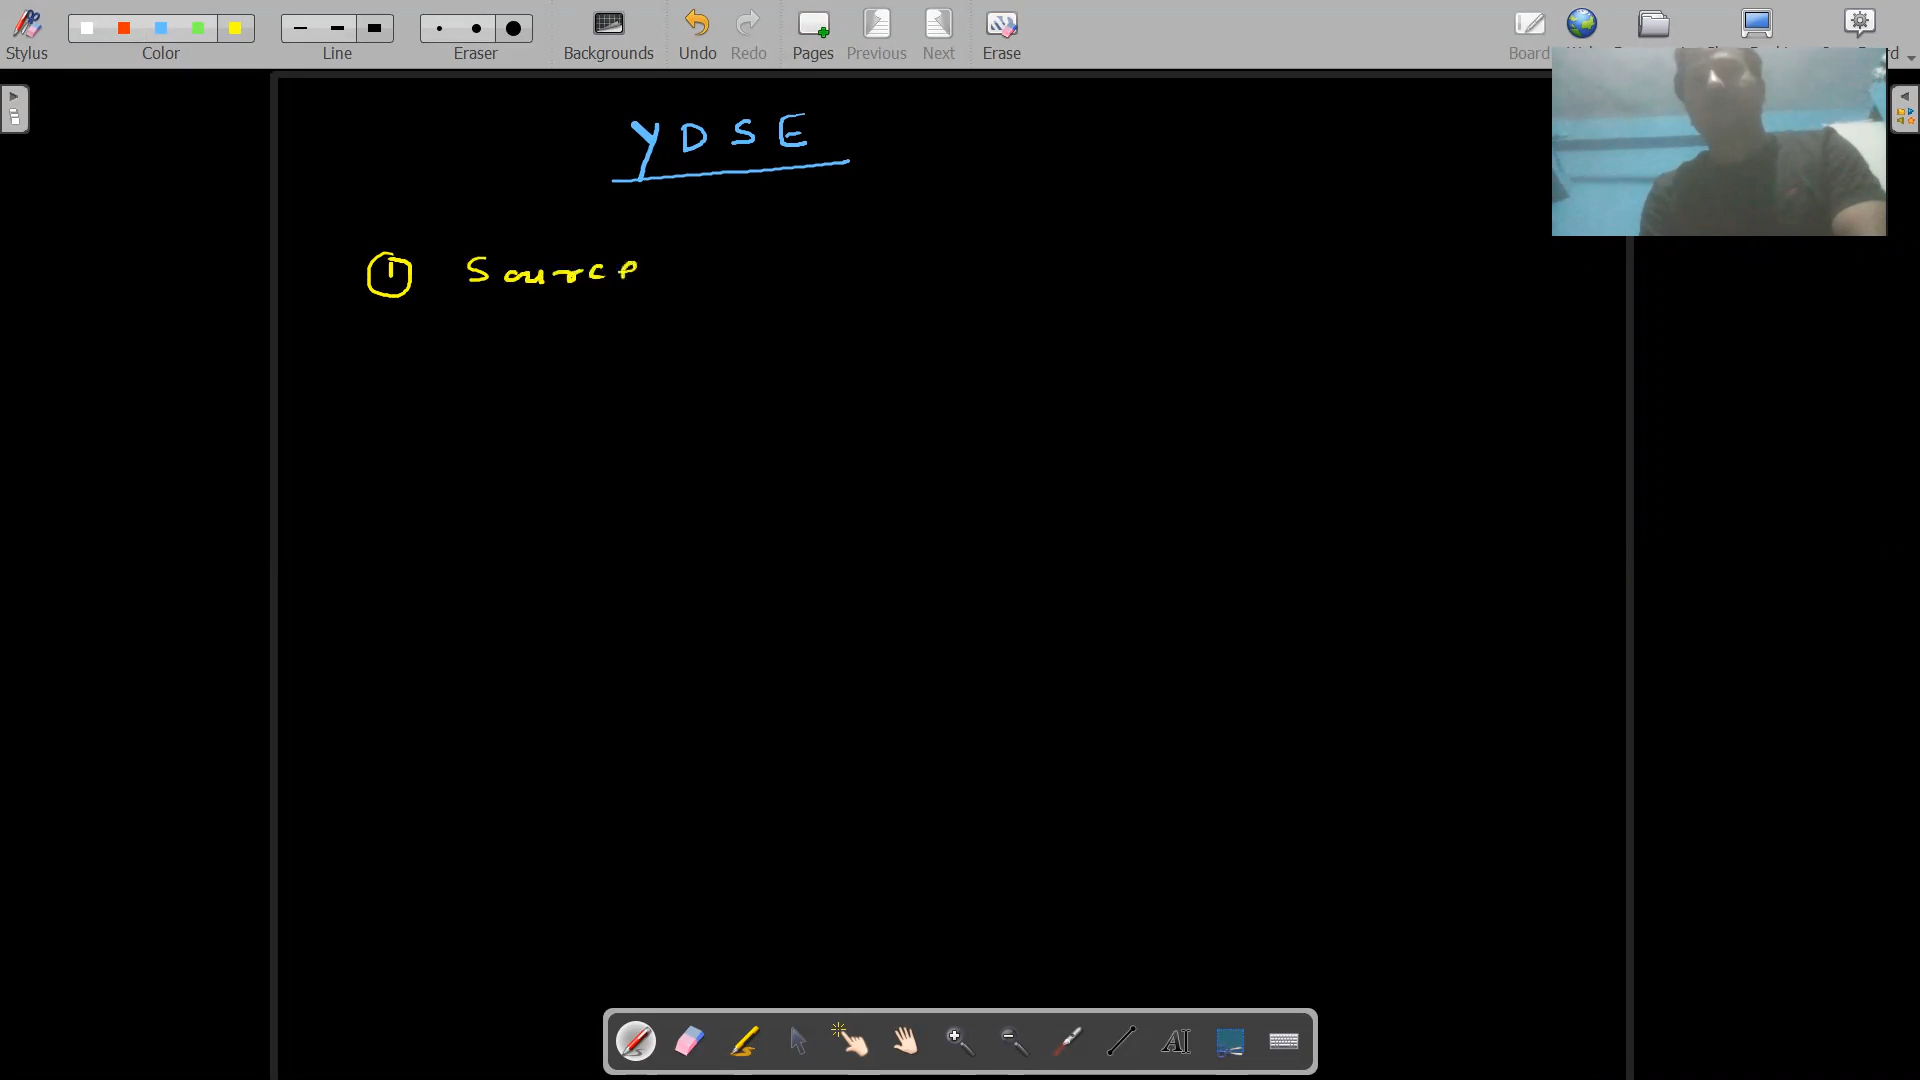 Stylus Color Line Eraser Backgrounds Undo Redo Pages Previous Next Erase Board
YDSE
① Source